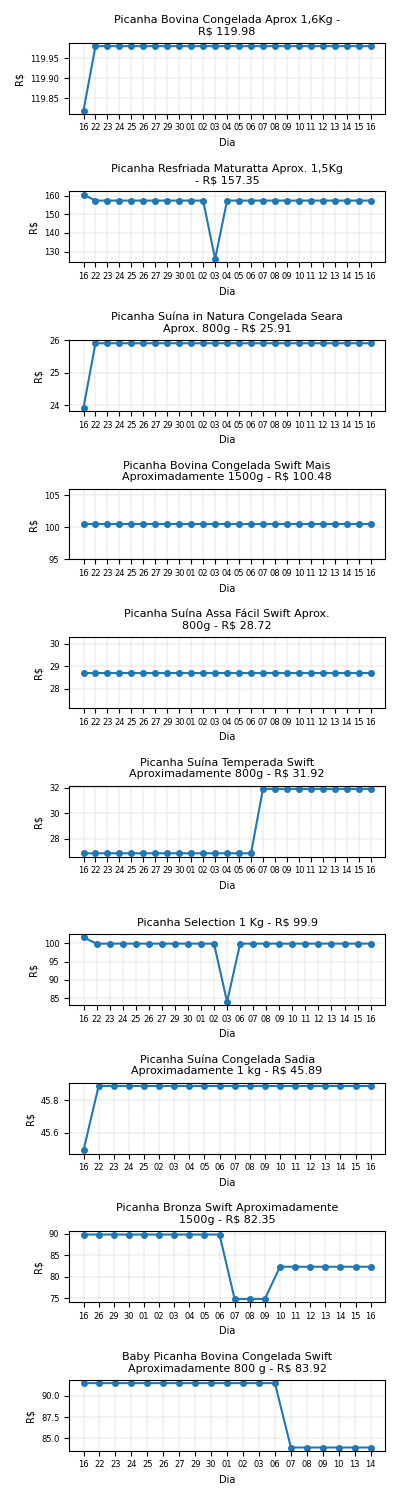 Picanha Bovina Congelada Aprox 1,6Kg -
R$ 119.98
119.95
119.90
119.85
R$
16 22 23 24 25 26 27 29 30 01 02 03 04 05 06 07 08 09 10 11 12 13 14 15 16
Dia
Picanha Resfriada Maturatta Aprox. 1,5Kg
- R$ 157.35
160
150
140
130
R$
16 22 23 24 25 26 27 29 30 01 02 03 04 05 06 07 08 09 10 11 12 13 14 15 16
Dia
Picanha Suína in Natura Congelada Seara
Aprox. 800g - R$ 25.91
26
25
24
R$
16 22 23 24 25 26 27 29 30 01 02 03 04 05 06 07 08 09 10 11 12 13 14 15 16
Dia
Picanha Bovina Congelada Swift Mais
Aproximadamente 1500g - R$ 100.48
105
100
95
R$
16 22 23 24 25 26 27 29 30 01 02 03 04 05 06 07 08 09 10 11 12 13 14 15 16
Dia
Picanha Suína Assa Fácil Swift Aprox.
800g - R$ 28.72
30
29
28
R$
16 22 23 24 25 26 27 29 30 01 02 03 04 05 06 07 08 09 10 11 12 13 14 15 16
Dia
Picanha Suína Temperada Swift
Aproximadamente 800g - R$ 31.92
32
30
28
R$
16 22 23 24 25 26 27 29 30 01 02 03 04 05 06 07 08 09 10 11 12 13 14 15 16
Dia
Picanha Selection 1 Kg - R$ 99.9
100
95
90
85
R$
16 22 23 24 25 26 27 29 30 01 02 03 06 07 08 09 10 11 12 13 14 15 16
Dia
Picanha Suína Congelada Sadia
Aproximadamente 1 kg - R$ 45.89
45.8
45.6
R$
16 22 23 24 25 02 03 04 05 06 07 08 09 10 11 12 13 14 15 16
Dia
Picanha Bronza Swift Aproximadamente
1500g - R$ 82.35
90
85
80
75
R$
16 26 29 30 01 02 03 04 05 06 07 08 09 10 11 12 13 14 15 16
Dia
Baby Picanha Bovina Congelada Swift
Aproximadamente 800 g - R$ 83.92
90.0
87.5
85.0
R$
16 22 23 24 25 26 27 29 30 01 02 03 06 07 08 09 10 13 14
Dia